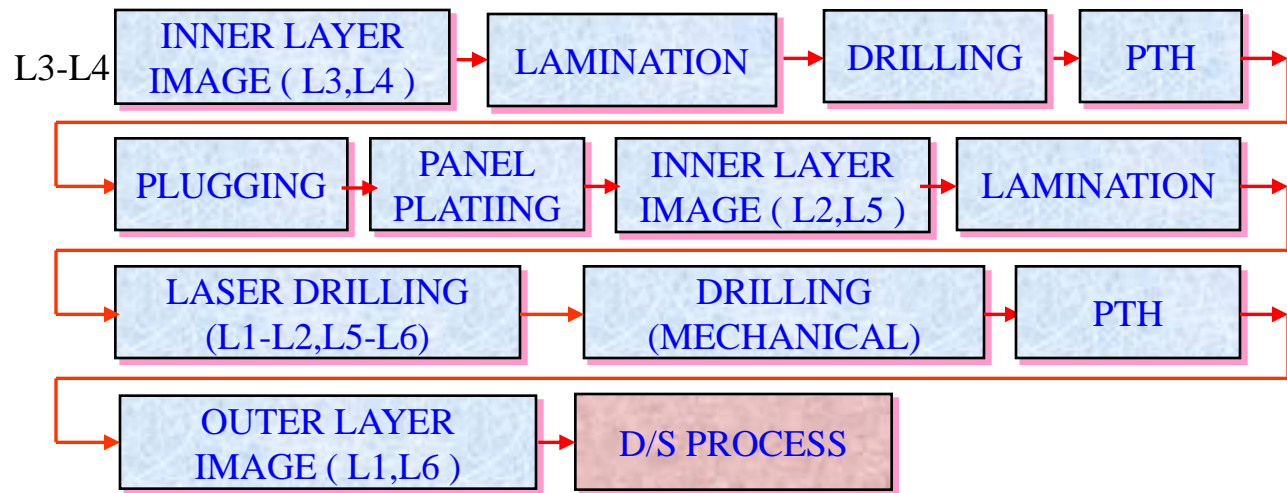 L3-L4
INNER LAYER
IMAGE ( L3,L4 )
LAMINATION
DRILLING
PTH
PLUGGING
PANEL
PLATIING
INNER LAYER
IMAGE ( L2,L5 )
LAMINATION
LASER DRILLING
(L1-L2,L5-L6)
DRILLING
(MECHANICAL)
PTH
OUTER LAYER
IMAGE ( L1,L6 )
D/S PROCESS